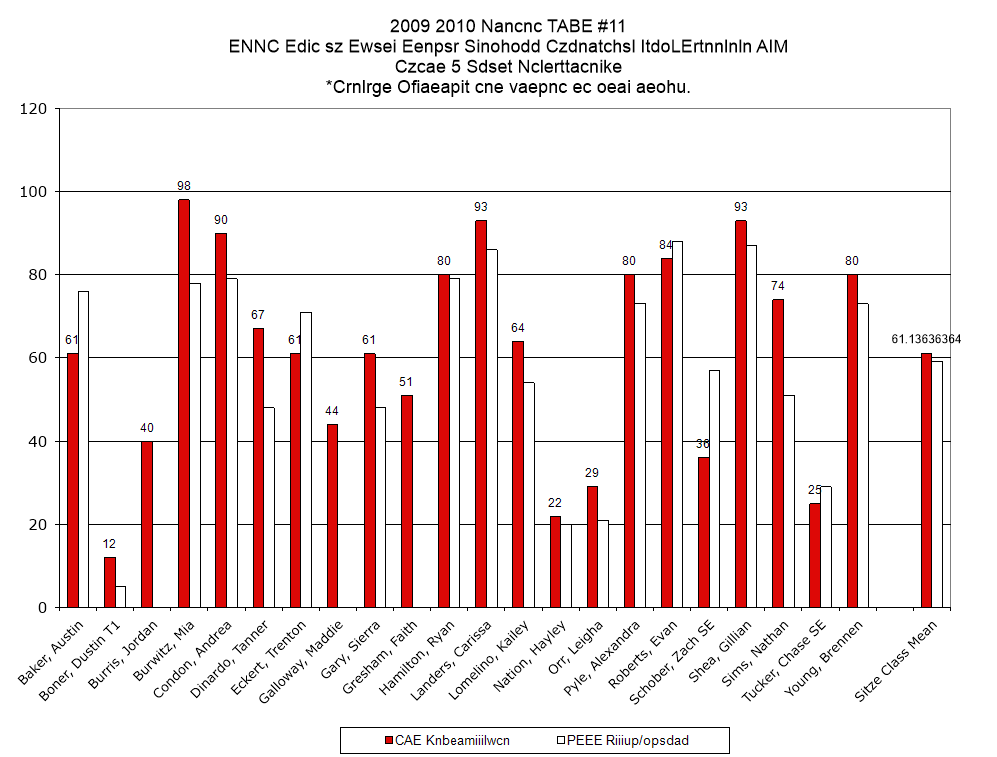 2009 2010 Nancnc TABE #11
ENNC Edic sz Ewsei Eenpsr Sinohodd Czdnatchsl ItdoLErtnnlnln AIM
Czcae 5 Sdset Nclerttacnike
*Crnlrge Ofiaeapit cne vaepnc ec oeai aeohu.
120
100
80
60
40
20
0
61
12
40
98
90
67
61
44
61
51
80
93
64
22
29
80
84
36
93
74
25
80
61.13636364
Baker, Austin
Boner, Dustin T1
Burris, Jordan
Burwitz, Mia
Condon, Andrea
Dinardo, Tanner
Eckert, Trenton
Galloway, Maddie
Gary, Sierra
Gresham, Faith
Hamilton, Ryan
Landers, Carissa
Lomelino, Kailey
Nation, Hayley
Orr, Leigha
Pyle, Alexandra
Roberts, Evan
Schober, Zach SE
Shea, Gillian
Sims, Nathan
Tucker, Chase SE
Young, Brennen
Sitze Class Mean
CAE Knbeamiiilwcn
PEEE Riiiup/opsdad